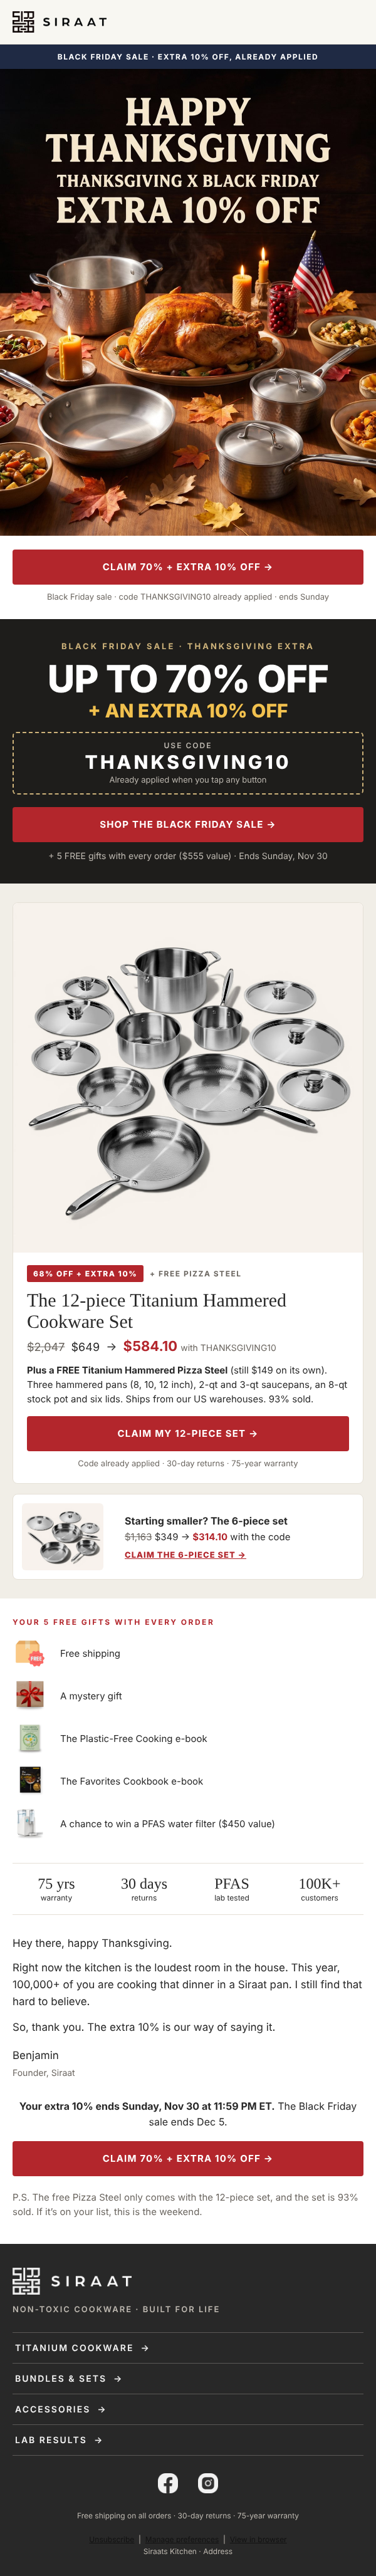 SIRAAT
BLACK FRIDAY SALE · EXTRA 10% OFF, ALREADY APPLIED
HAPPY
THANKSGIVING
THANKSGIVING X BLACK FRIDAY
EXTRA 10% OFF
CLAIM 70% + EXTRA 10% OFF →
Black Friday sale · code THANKSGIVING10 already applied · ends Sunday
BLACK FRIDAY SALE · THANKSGIVING EXTRA
UP TO 70% OFF
+ AN EXTRA 10% OFF
USE CODE
THANKSGIVING10
Already applied when you tap any button
SHOP THE BLACK FRIDAY SALE →
+ 5 FREE gifts with every order ($555 value) · Ends Sunday, Nov 30
68% OFF + EXTRA 10% + FREE PIZZA STEEL
The 12-piece Titanium Hammered
Cookware Set
$2,047 $649 → $584.10 with THANKSGIVING10
Plus a FREE Titanium Hammered Pizza Steel (still $149 on its own).
Three hammered pans (8, 10, 12 inch), 2-qt and 3-qt saucepans, an 8-qt
stock pot and six lids. Ships from our US warehouses. 93% sold.
CLAIM MY 12-PIECE SET →
Code already applied · 30-day returns · 75-year warranty
Starting smaller? The 6-piece set
$1,163 $349 → $314.10 with code
CLAIM THE 6-PIECE SET →
YOUR 5 FREE GIFTS WITH EVERY ORDER
FREE
Free shipping
A mystery gift
The Plastic-Free Cooking e-book
The Favorites Cookbook e-book
A chance to win a PFAS water filter ($450 value)
75 yrs 30 days PFAS 100K+
warranty returns lab tested customers
Hey there, happy Thanksgiving.
Right now the kitchen is the loudest room in the house. This year,
100,000+ of you are cooking that dinner in a Siraat pan. I still find that
hard to believe.
So, thank you. The extra 10% is our way of saying it.
Benjamin
Founder, Siraat
Your extra 10% ends Sunday, Nov 30 at 11:59 PM ET. The Black Friday
sale ends Dec 5.
CLAIM 70% + EXTRA 10% OFF →
P.S. The free Pizza Steel only comes with the 12-piece set, and the set is 93%
sold. If it's on your list, this is the weekend.
SIRAAT
NON-TOXIC COOKWARE · BUILT FOR LIFE
TITANIUM COOKWARE →
BUNDLES & SETS →
ACCESSORIES →
LAB RESULTS →
Free shipping on all orders · 30-day returns · 75-year warranty
Unsubscribe | Manage preferences | View in browser
Siraats Kitchen · Address